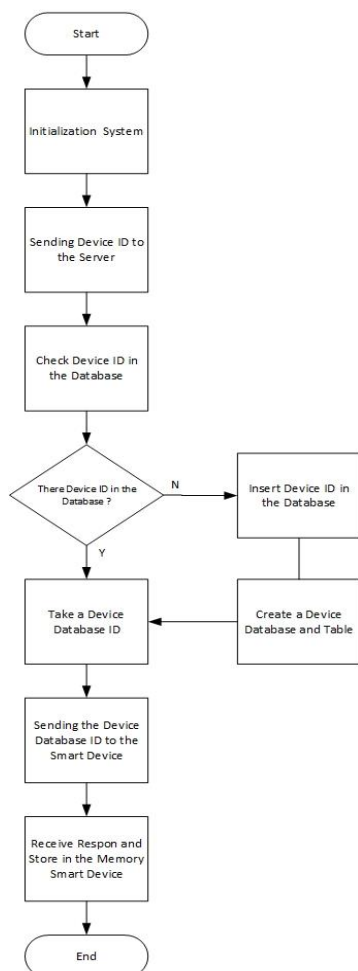 Start
Initialization System
Sending Device ID to
the Server
Check Device ID in
the Database
There Device ID in the
Database ?
N
Y
Insert Device ID in
the Database
Create a Device
Database and Table
Take a Device
Database ID
Sending the Device
Database ID to the
Smart Device
Receive Respon and
Store in the Memory
Smart Device
End